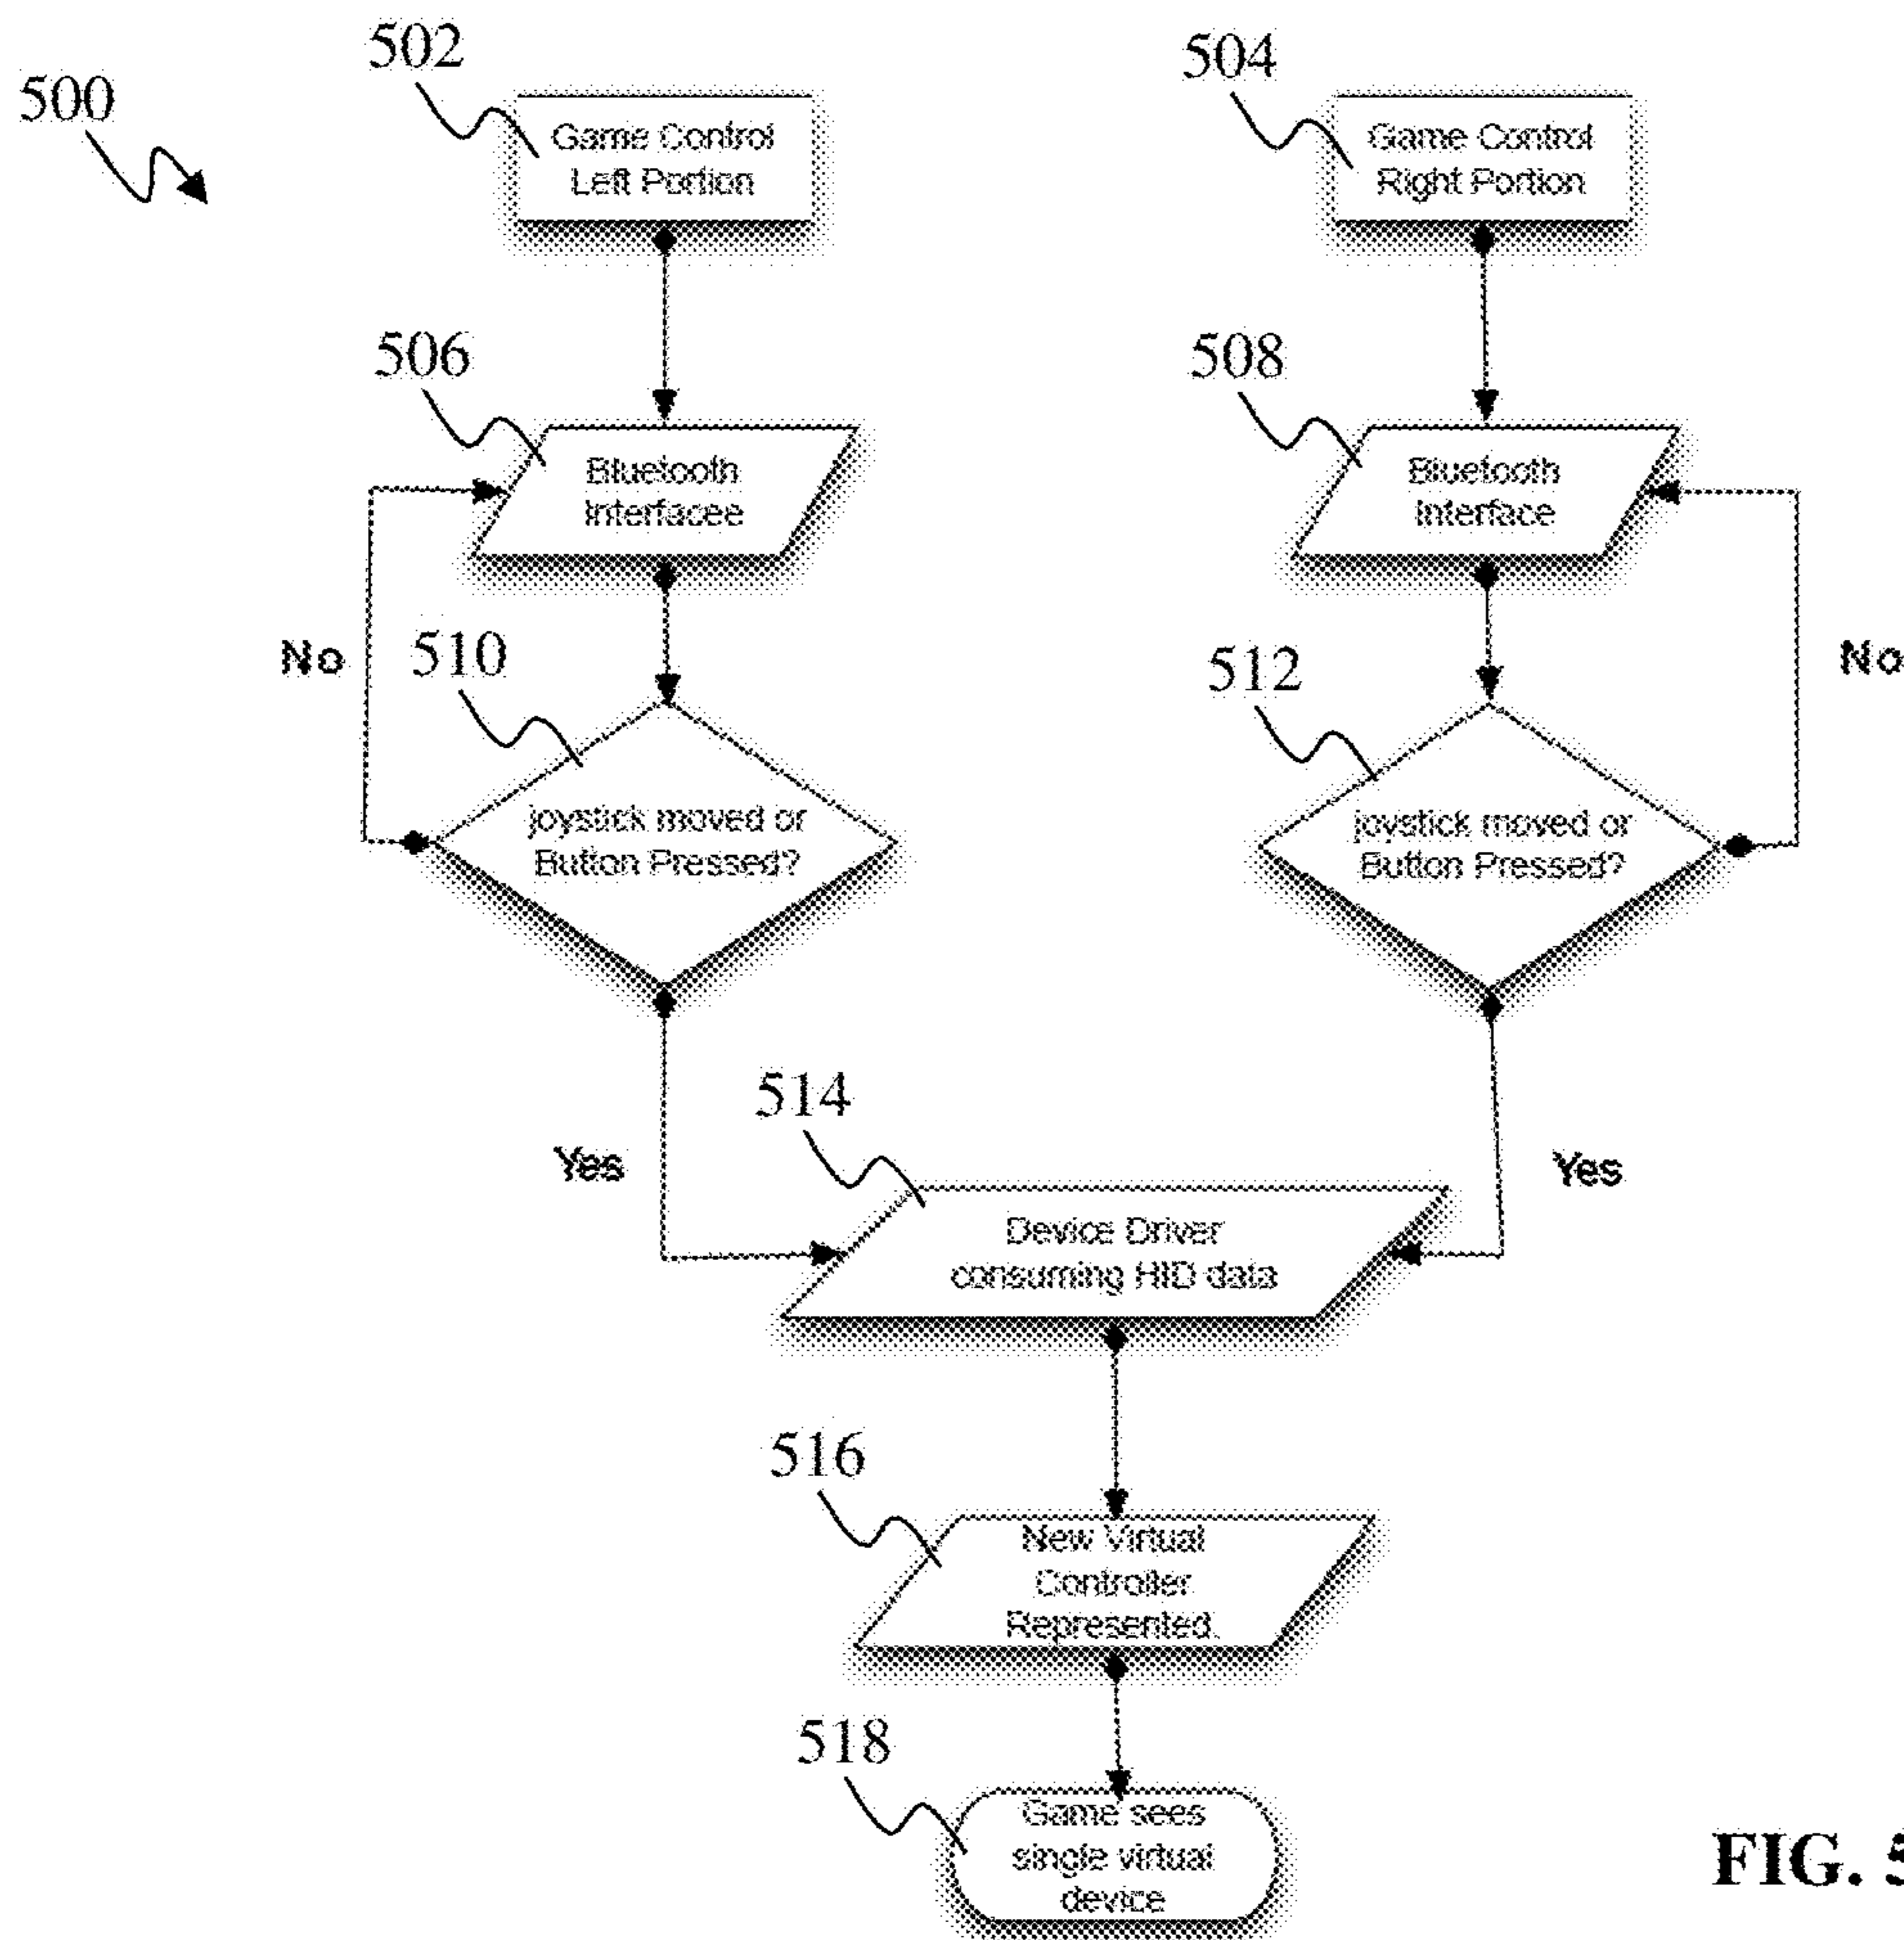 500
502
504
Game Control
Left Portion
Game Control
Right Portion
506
508
Bluetooth
Interfacee
Bluetooth
Interface
No
510
512
No
joystick moved or
Button Pressed?
joystick moved or
Button Pressed?
514
Yes
Yes
Device Driver
consuming HID data
516
New Virtual
Controller
Represented.
518
Game sees
single virtual
device
FIG. 5